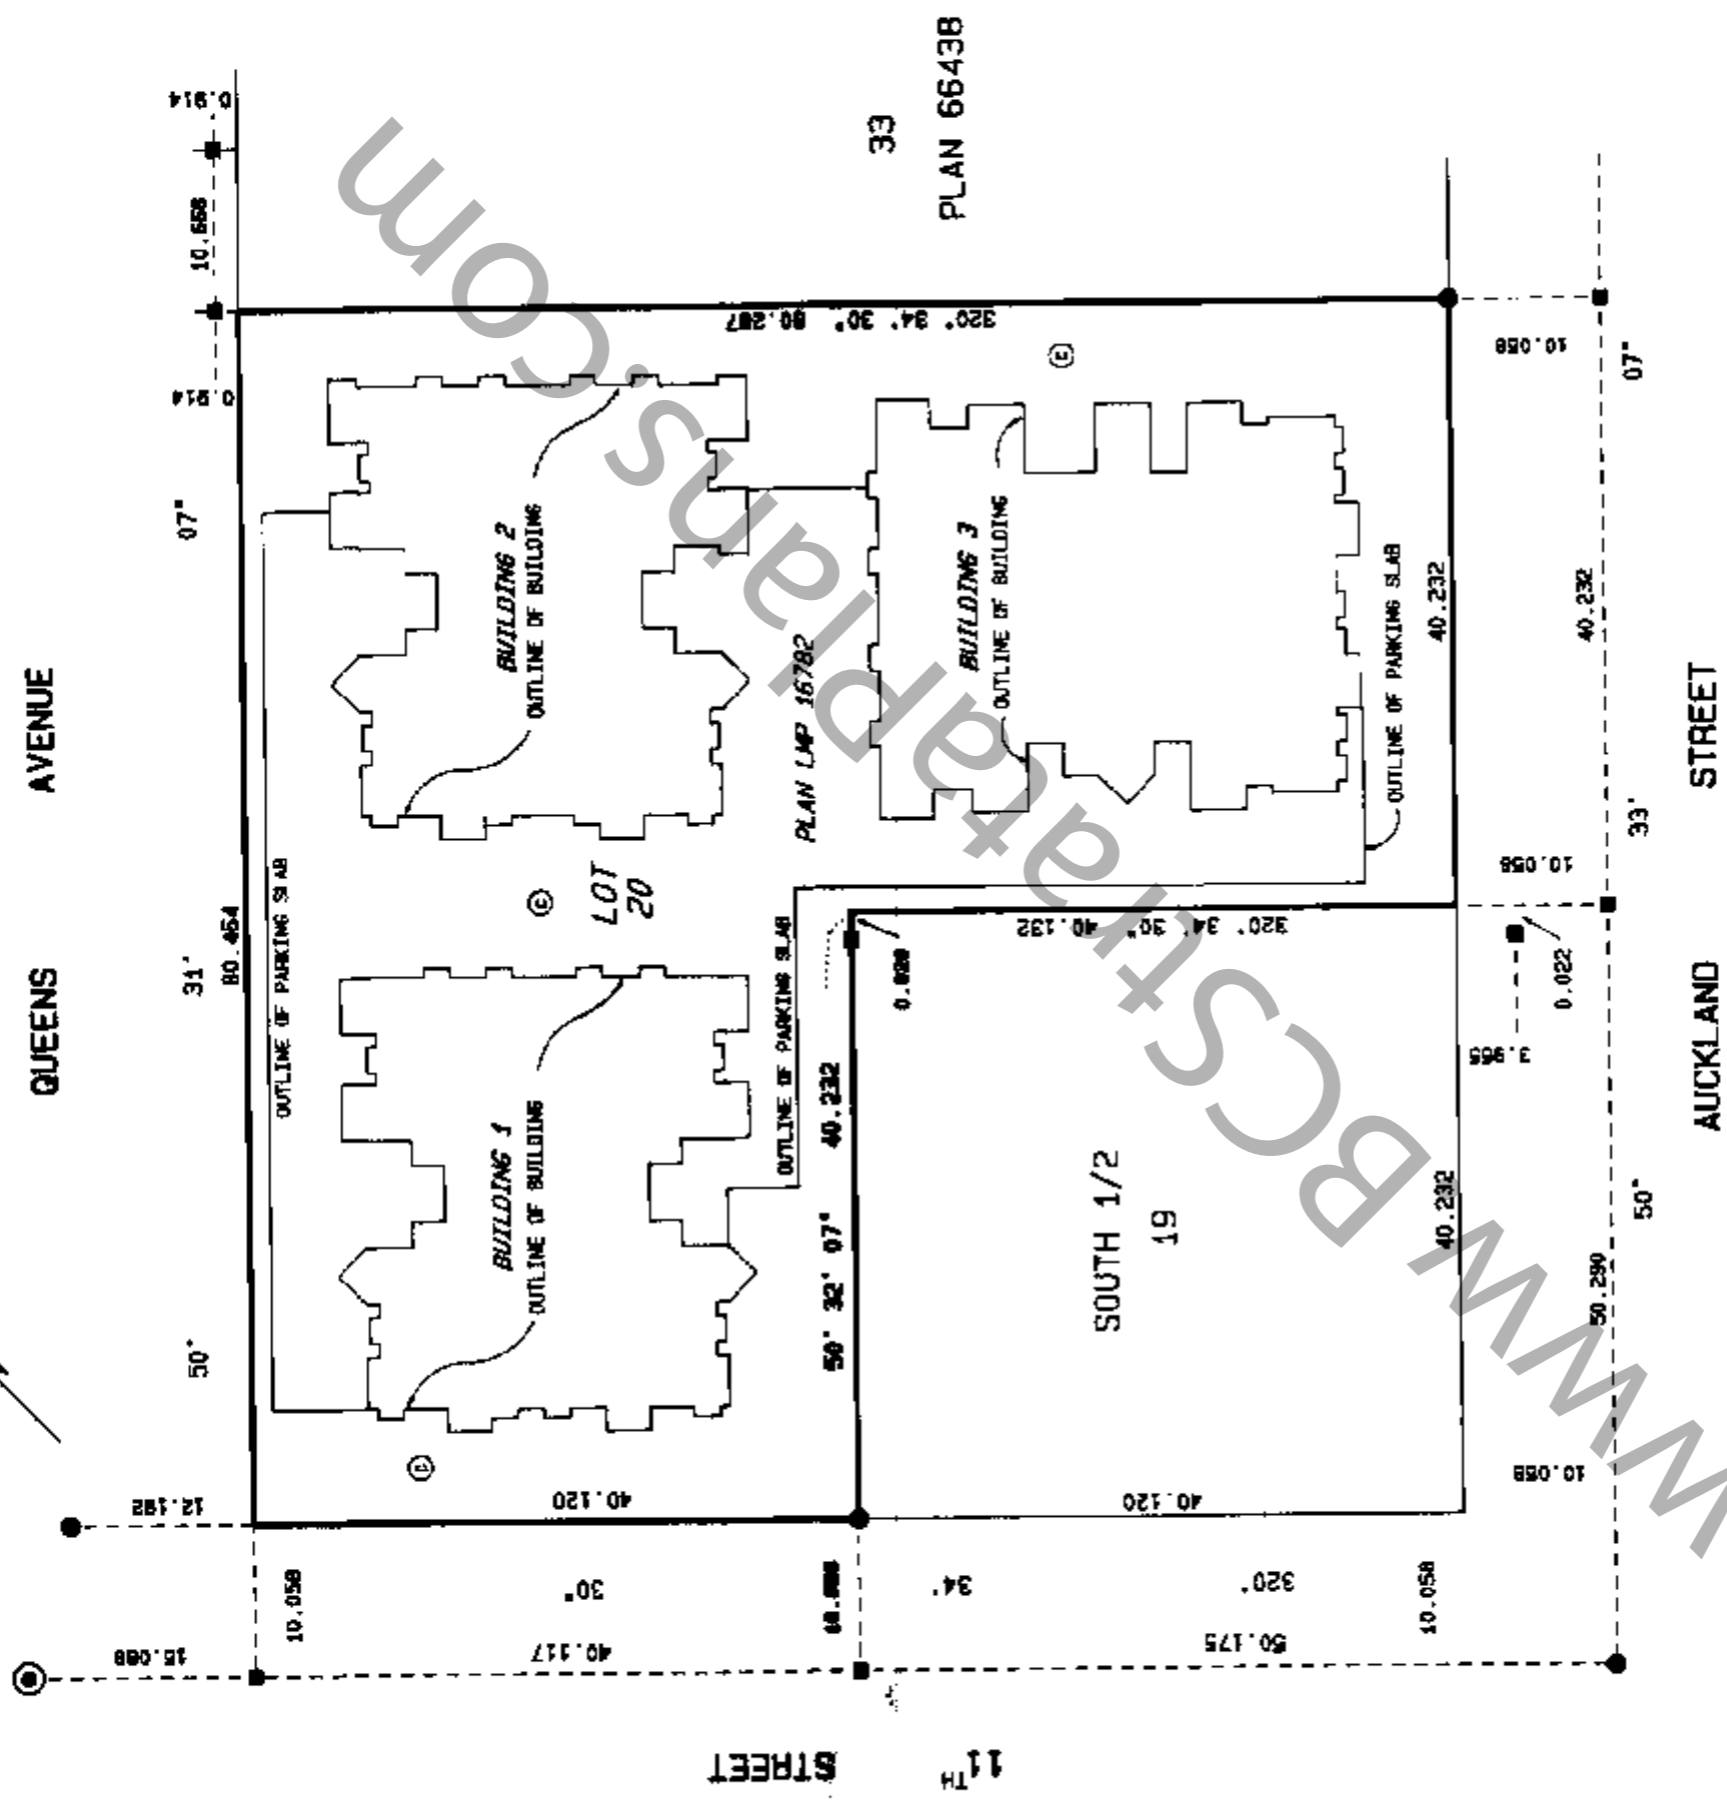 QUEENS AVENUE
0.914
10.668
0.914
07"
31'
50°
80.464
OUTLINE OF PARKING SLAB
BUILDING 2
OUTLINE OF BUILDING
BUILDING 1
OUTLINE OF BUILDING
LOT
20
PLAN LMP 16782
BUILDING 3
OUTLINE OF BUILDING
OUTLINE OF PARKING SLAB
OUTLINE OF PARKING SLAB
33
PLAN 66438
320° 34' 30" 80.287
C
C
C
10.058
07"
40.232
40.232
33'
10.058
320° 34' 30" 40.132
0.022
3.955
50° 32' 07" 40.232
SOUTH 1/2
19
40.232
50°
50.290
10.058
12.192
40.120
40.120
10.058
30"
34'
320°
10.058
40.117
50.175
11TH STREET
AUCKLAND STREET
www.BCStrataPlans.com